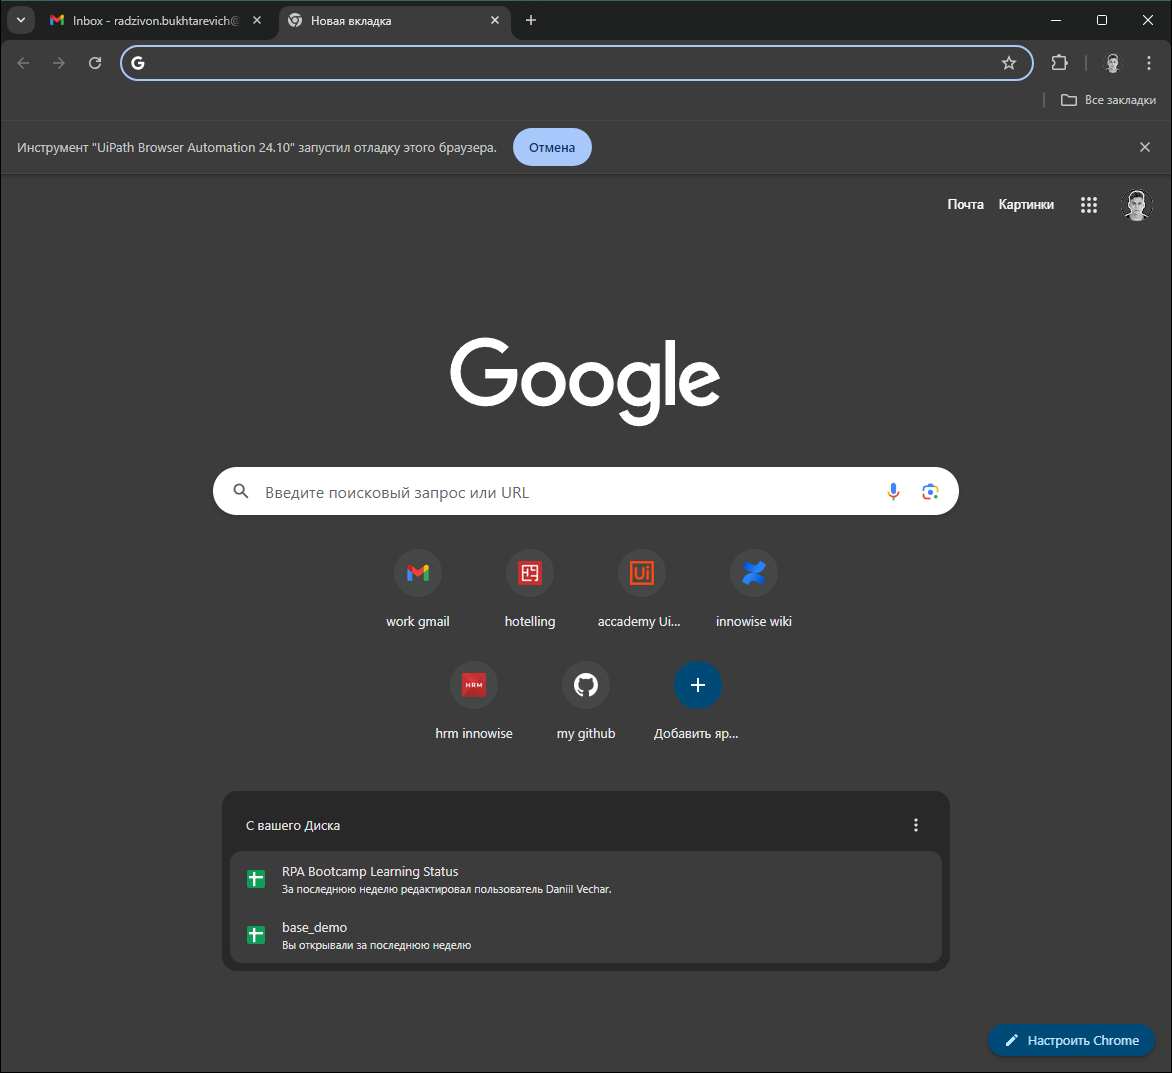 Inbox - radzivon.bukhtarevich@
Новая вкладка
Все закладки
Инструмент "UiPath Browser Automation 24.10" запустил отладку этого браузера.
Отмена
Почта
Картинки
Google
Введите поисковый запрос или URL
Ui
work gmail
hotelling
accademy Ui...
innowise wiki
HRM
hrm innowise
my github
Добавить яр...
С вашего Диска
RPA Bootcamp Learning Status
За последнюю неделю редактировал пользователь Daniil Vechar.
base_demo
Вы открывали за последнюю неделю
Настроить Chrome